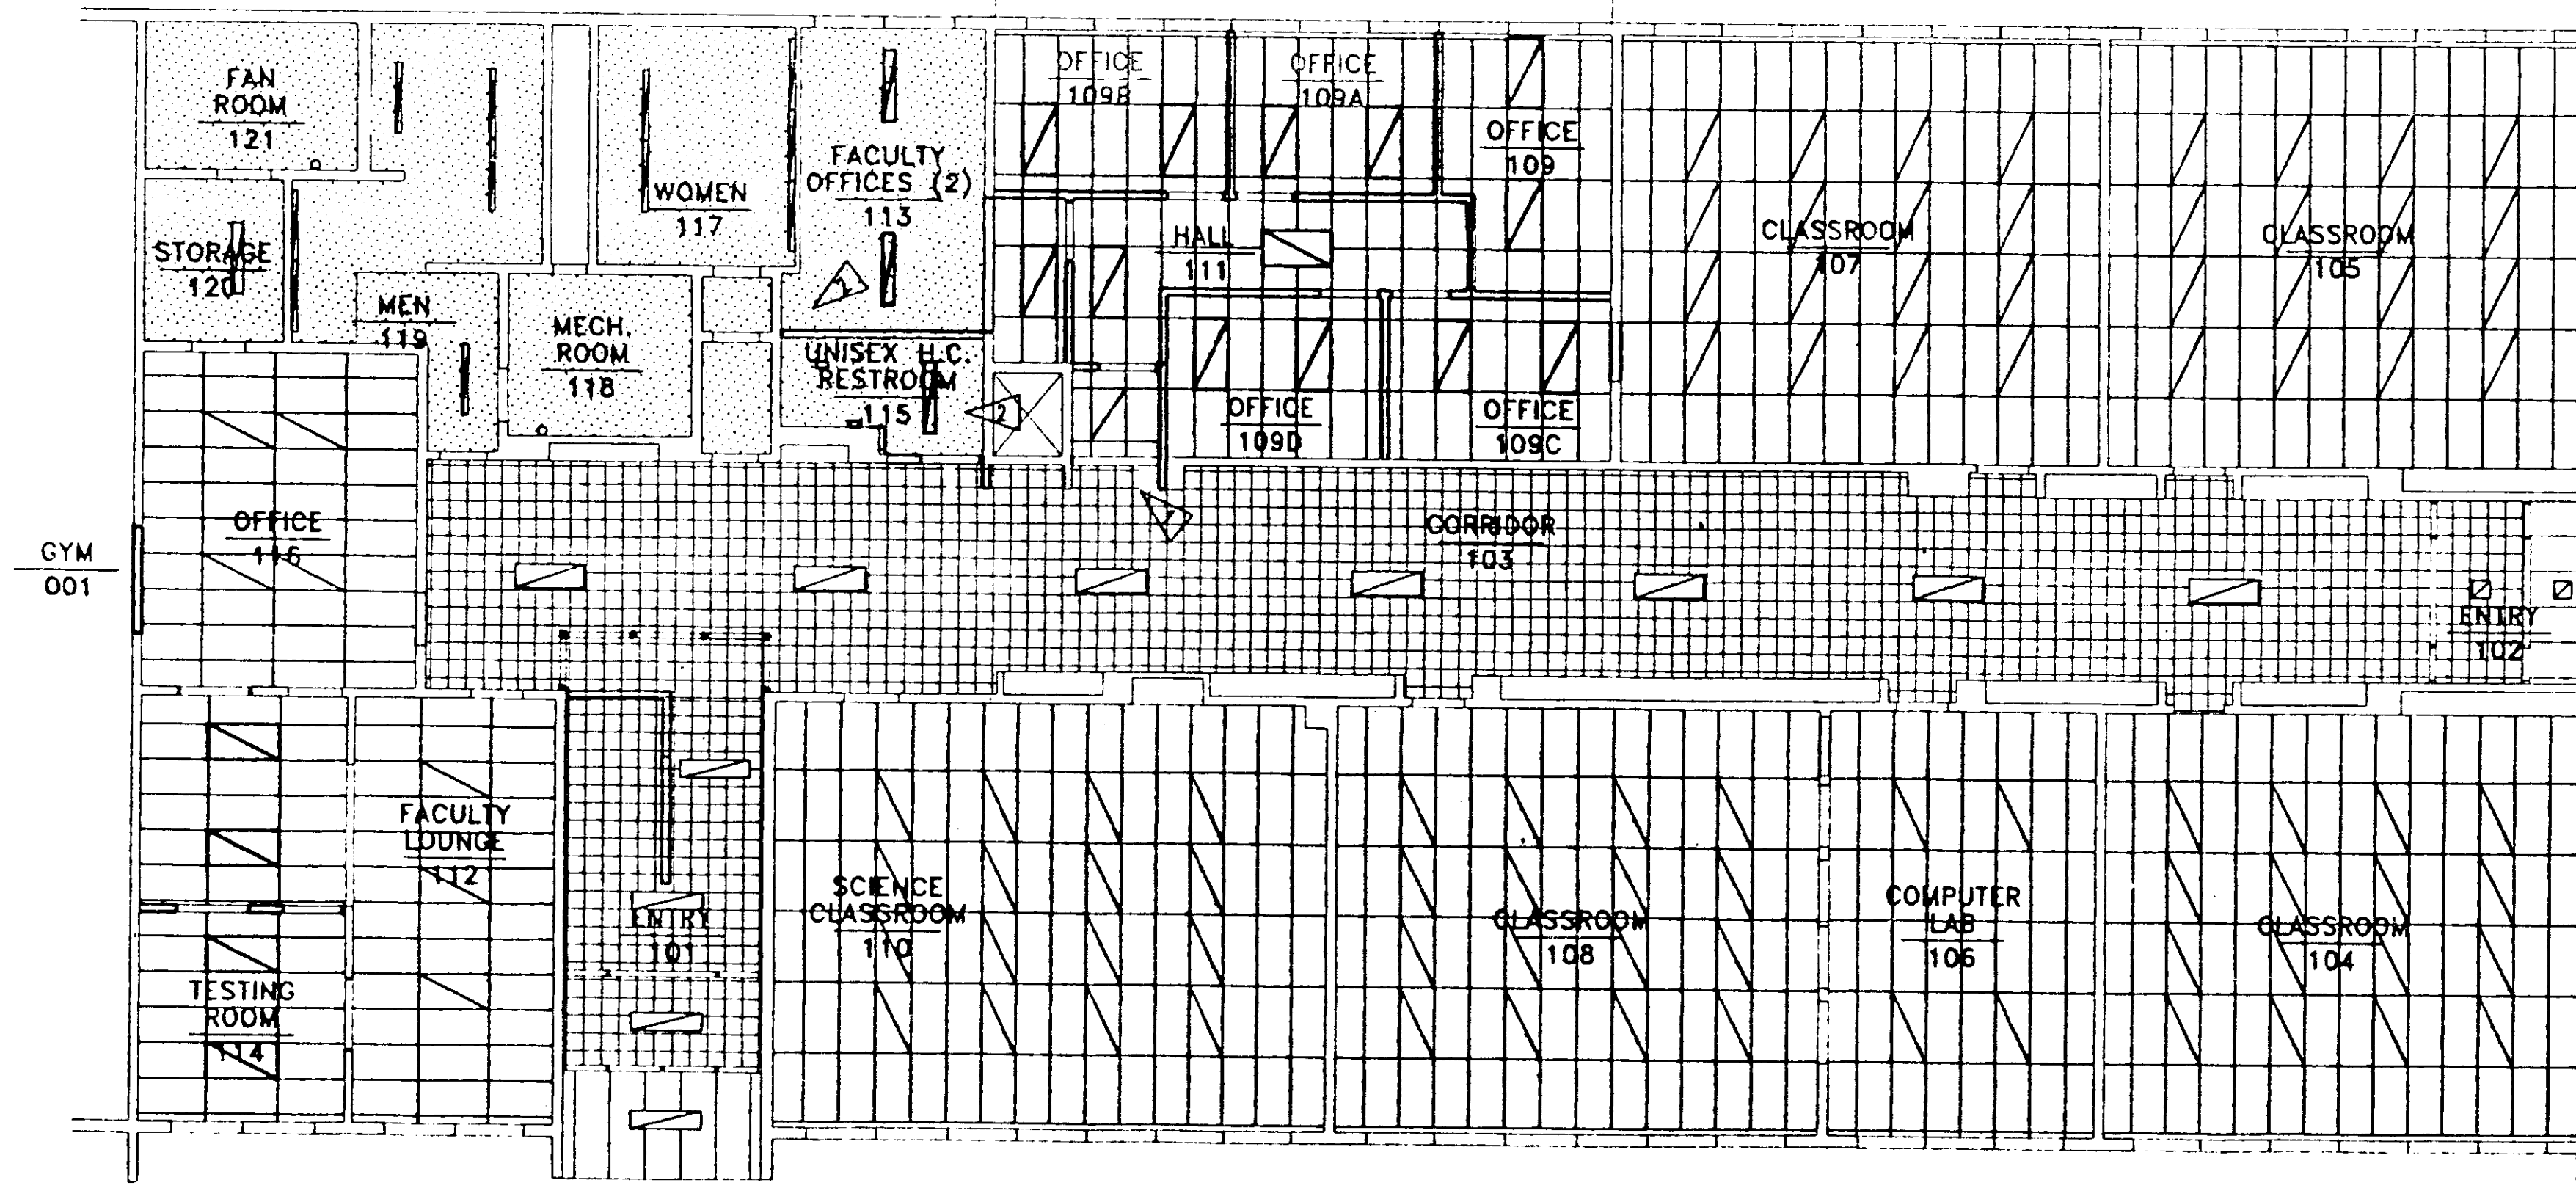 FAN
ROOM
121
WOMEN
117
FACULTY
OFFICES (2)
113
OFFICE
109B
OFFICE
109A
OFFICE
109
CLASSROOM
107
CLASSROOM
105
STORAGE
120
MEN
119
MECH.
ROOM
118
1
UNISEX H.C.
RESTROOM
115
2
HALL
111
OFFICE
109D
OFFICE
109C
GYM
001
OFFICE
116
CORRIDOR
103
ENTRY
102
TESTING
ROOM
114
FACULTY
LOUNGE
112
ENTRY
101
SCIENCE
CLASSROOM
110
CLASSROOM
108
COMPUTER
LAB
106
CLASSROOM
104